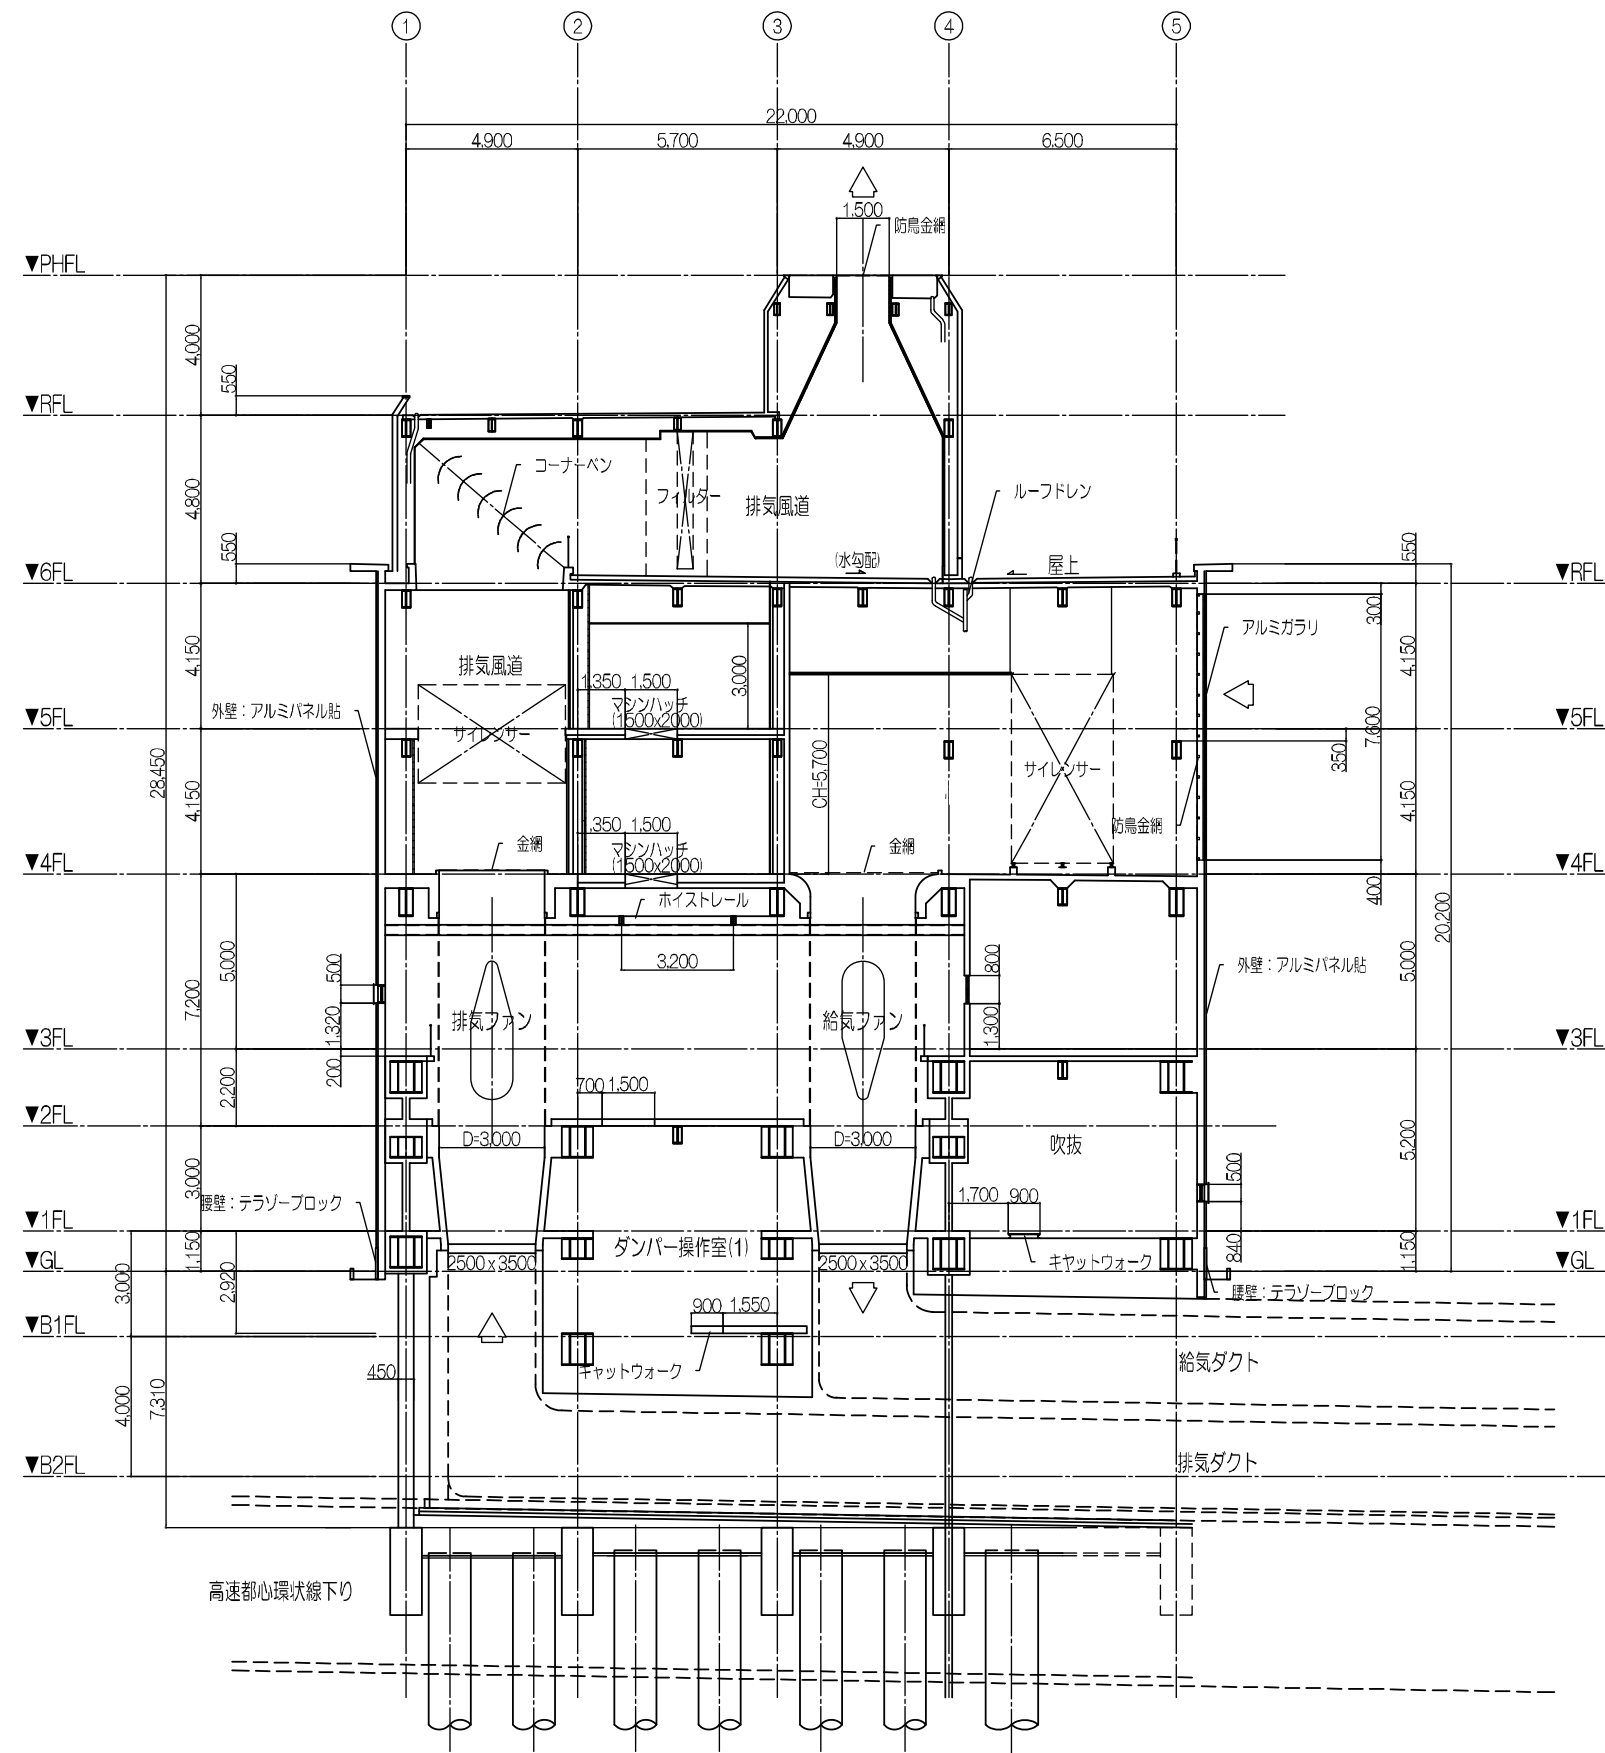 1 2 3 4 5
22,000
4,900 5,700 4,900 6,500
1,500
防鳥金網
▼PHFL
4,000
550
▼RFL
コーナーベン
フィルター
排気風道
ルーフドレン
4,800
550
(水勾配)
屋上
550
▼6FL
▼RFL
300
アルミガラリ
4,150
排気風道
3,000
4,150
1,350 1,500
マシンハッチ
(1500x2000)
外壁：アルミパネル貼
▼5FL
▼5FL
サイレンサー
7,600
350
28,450
CH=5,700
サイレンサー
4,150
4,150
1,350 1,500
マシンハッチ
(1500x2000)
金網
金網
防鳥金網
▼4FL
▼4FL
400
ホイストレール
20,200
3,200
5,000
500
800
外壁：アルミパネル貼
5,000
7,200
排気ファン
給気ファン
1,320
1,300
▼3FL
▼3FL
200
2,200
700 1,500
▼2FL
D=3,000
D=3,000
吹抜
5,200
3,000
500
腰壁：テラゾーブロック
1,700 900
▼1FL
▼1FL
1,150
ダンパー操作室(1)
840
1,150
▼GL
2500x3500
2500x3500
キャットウォーク
▼GL
3,000
2,920
腰壁：テラゾーブロック
900 1,550
▼B1FL
キャットウォーク
給気ダクト
450
4,000
7,310
▼B2FL
排気ダクト
高速都心環状線下り